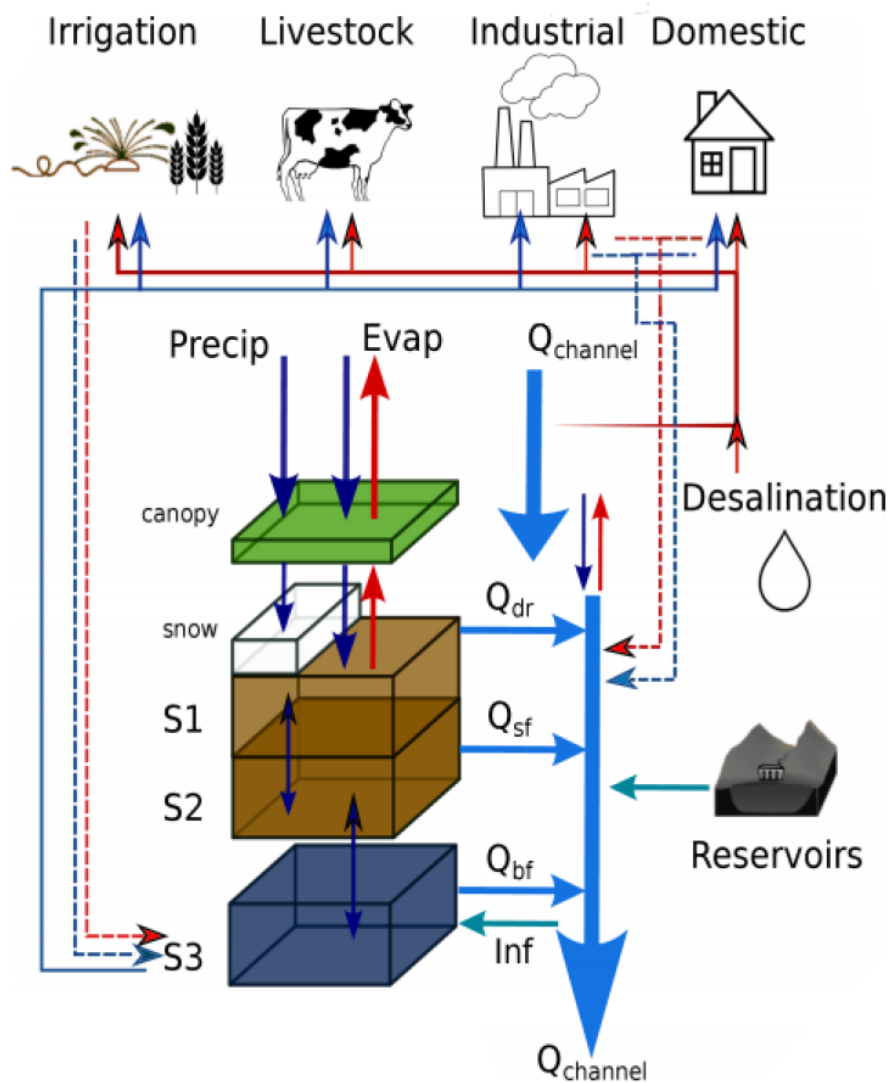 Irrigation Livestock Industrial Domestic
Precip Evap Qchannel
canopy
Desalination
snow Qdr
S1 Qsf
S2
Reservoirs
Qbf
S3 Inf
Qchannel